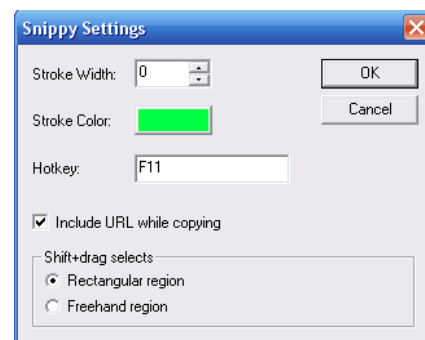 Snippy Settings
Stroke Width: 0 OK
Stroke Color: Cancel
Hotkey: F11
Include URL while copying
Shift+drag selects
Rectangular region
Freehand region